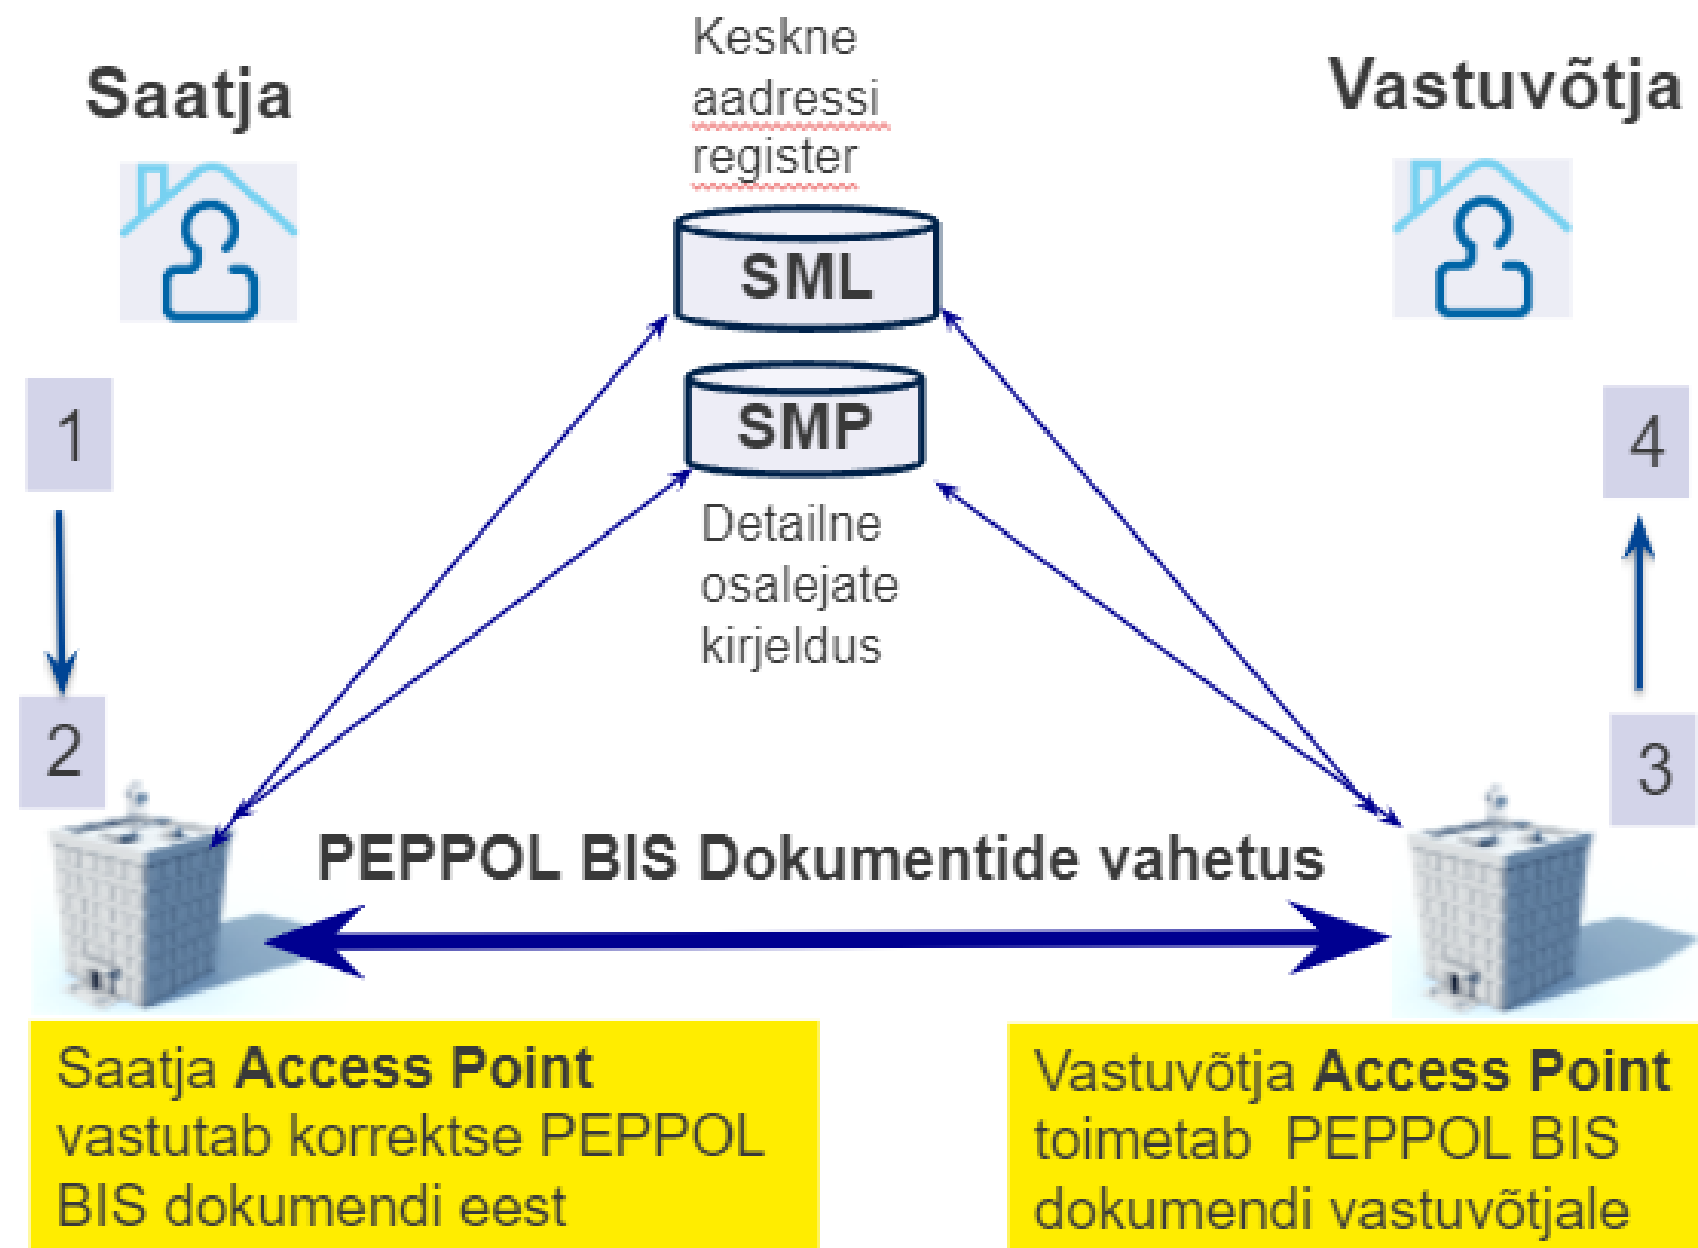 Saatja
Keskne
aadressi
register
Vastuvõtja
SML
SMP
Detailne
osalejate
kirjeldus
1
2
4
3
PEPPOL BIS Dokumentide vahetus
Saatja Access Point
vastutab korrektse PEPPOL
BIS dokumendi eest
Vastuvõtja Access Point
toimetab PEPPOL BIS
dokumendi vastuvõtjale